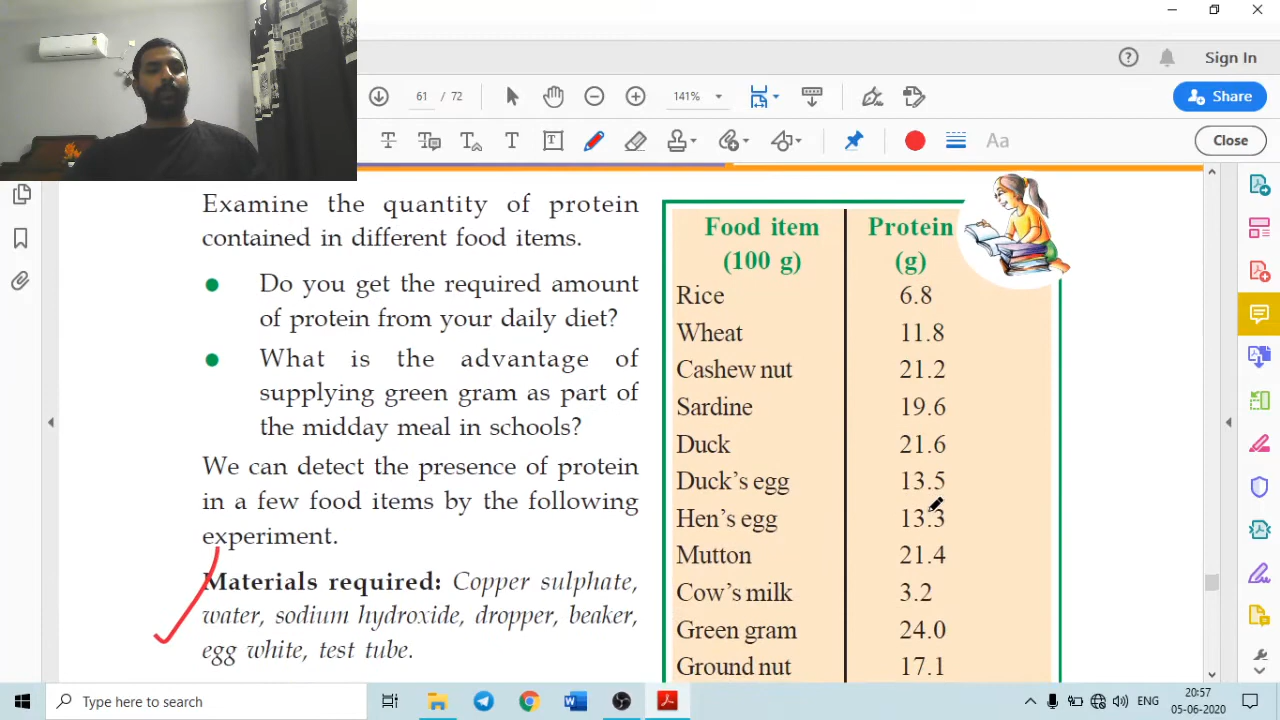 Sign In
61 / 72
141%
Share
Aa
Close
Examine the quantity of protein
contained in different food items.
Do you get the required amount
of protein from your daily diet?
What is the advantage of
supplying green gram as part of
the midday meal in schools?
We can detect the presence of protein
in a few food items by the following
experiment.
Materials required: Copper sulphate,
water, sodium hydroxide, dropper, beaker,
egg white, test tube.
Food item Protein
(100 g) (g)
Rice 6.8
Wheat 11.8
Cashew nut 21.2
Sardine 19.6
Duck 21.6
Duck's egg 13.5
Hen's egg 13.3
Mutton 21.4
Cow's milk 3.2
Green gram 24.0
Ground nut 17.1
Type here to search
ENG
20:57
05-06-2020